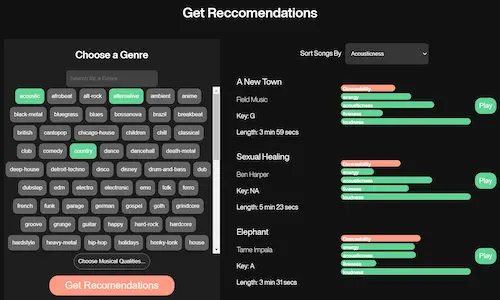 Get Reccomendations
Choose a Genre
Search for a Genre
acoustic afrobeat alt-rock alternative ambient anime
black-metal bluegrass blues bossanova brazil breakbeat
british cantopop chicago-house children chill classical
club comedy country dance dancehall death-metal
deep-house detroit-techno disco disney drum-and-bass dub
dubstep edm electro electronic emo folk forro
french funk garage german gospel goth grindcore
groove grunge guitar happy hard-rock hardcore
hardstyle heavy-metal hip-hop holidays honky-tonk house
Choose Musical Qualities...
Get Recomendations
Sort Songs By Acousticness
A New Town
Field Music
Key: G
Length: 3 min 59 secs
Danceability
energy
acousticness
liveness
loudness
Play
Sexual Healing
Ben Harper
Key: NA
Length: 5 min 23 secs
Danceability
energy
acousticness
liveness
loudness
Play
Elephant
Tame Impala
Key: A
Length: 3 min 31 secs
Danceability
energy
acousticness
liveness
loudness
Play